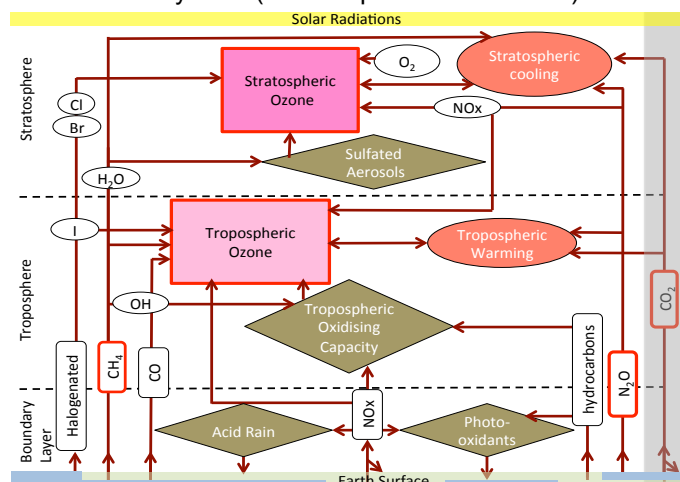 Solar Radiations
Stratosphere
O2
Stratospheric
cooling
Stratospheric
Ozone
Cl
Br
NOx
Sulfated
Aerosols
H2O
Troposphere
I
Tropospheric
Ozone
Tropospheric
Warming
OH
Tropospheric
Oxidising
Capacity
CO2
Halogenated
CH4
CO
hydrocarbons
N2O
Boundary
Layer
NOx
Acid Rain
Photo-
oxidants
Earth Surface